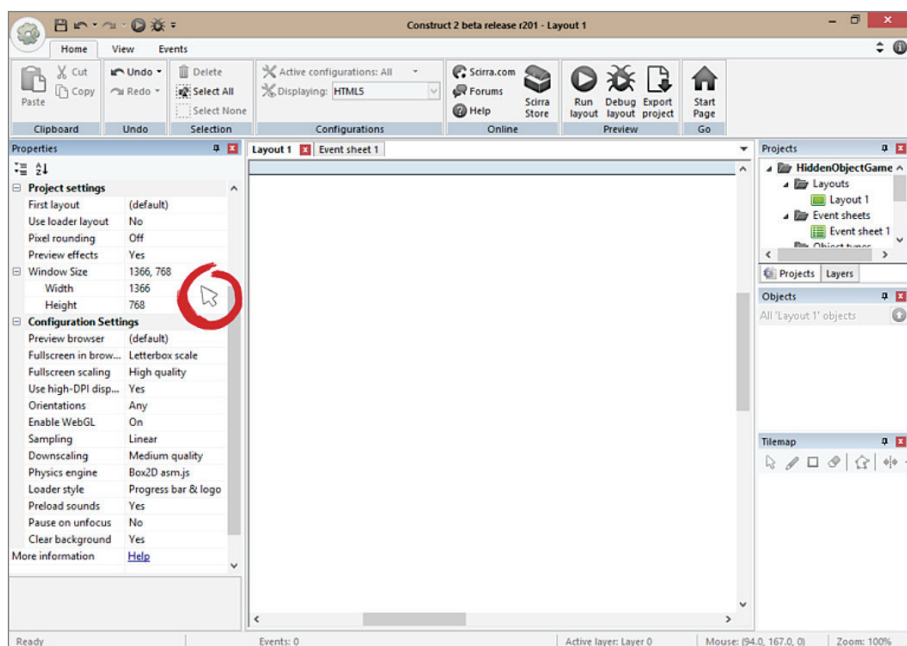 Construct 2 beta release r201 - Layout 1
Home View Events
Paste
Cut
Copy
Clipboard
Undo
Redo
Undo
Delete
Select All
Select None
Selection
Active configurations: All
Displaying: HTML5
Configurations
Scirra.com
Forums
Help
Scirra Store
Online
Run layout
Debug layout
Export project
Preview
Start Page
Go
Properties
Project settings
First layout (default)
Use loader layout No
Pixel rounding Off
Preview effects Yes
Window Size 1366, 768
Width 1366
Height 768
Configuration Settings
Preview browser (default)
Fullscreen in brow... Letterbox scale
Fullscreen scaling High quality
Use high-DPI disp... Yes
Orientations Any
Enable WebGL On
Sampling Linear
Downscaling Medium quality
Physics engine Box2D asm.js
Loader style Progress bar & logo
Preload sounds Yes
Pause on unfocus No
Clear background Yes
More information Help
Layout 1 Event sheet 1
Projects
HiddenObjectGame
Layouts
Layout 1
Event sheets
Event sheet 1
Projects Layers
Objects
All 'Layout 1' objects
Tilemap
Ready Events: 0 Active layer: Layer 0 Mouse: (94.0, 167.0, 0) Zoom: 100%